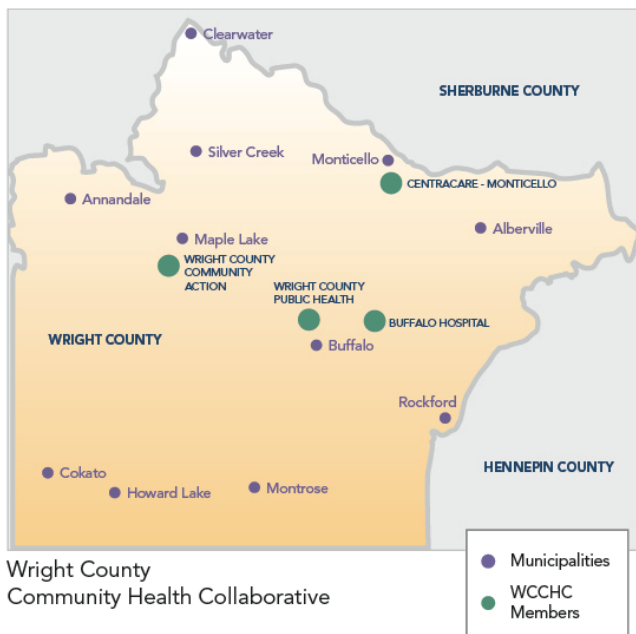 Clearwater
SHERBURNE COUNTY
Silver Creek
Monticello
CENTRACARE - MONTICELLO
Annandale
Alberville
Maple Lake
WRIGHT COUNTY
COMMUNITY
ACTION
WRIGHT COUNTY
PUBLIC HEALTH
BUFFALO HOSPITAL
WRIGHT COUNTY
Buffalo
Rockford
HENNEPIN COUNTY
Cokato
Howard Lake
Montrose
Municipalities
WCCHC
Members
Wright County
Community Health Collaborative